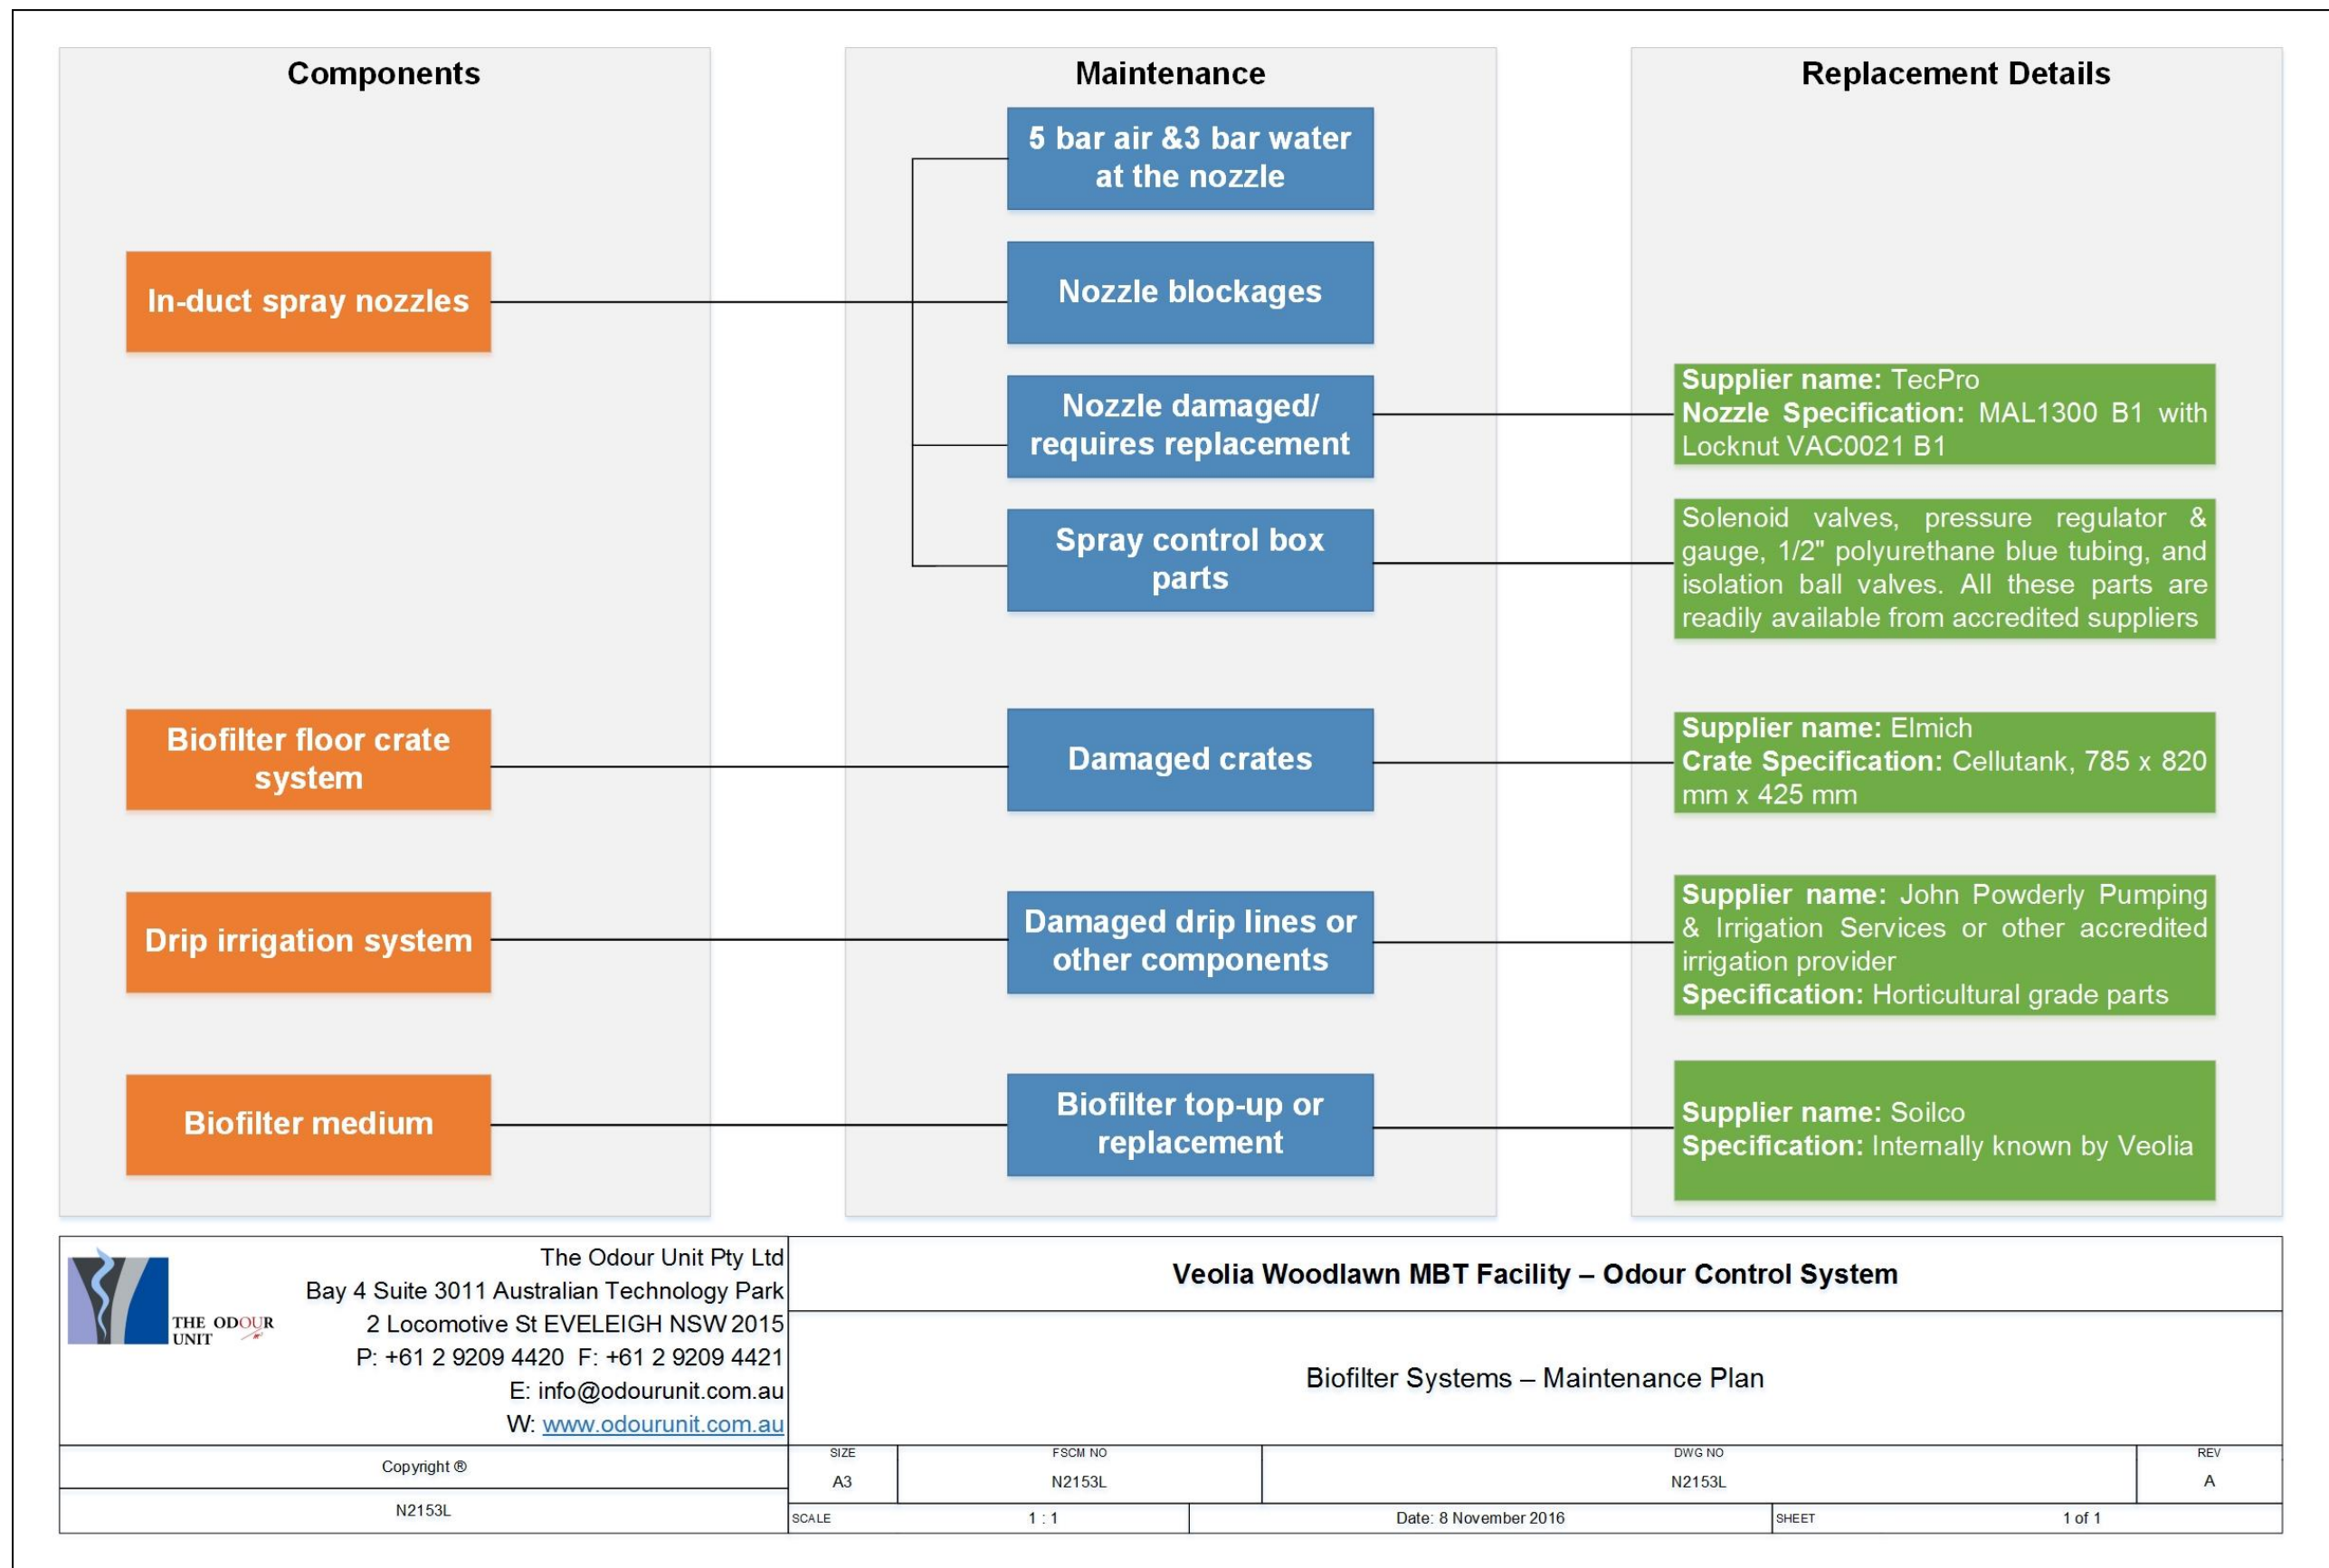 Components
Maintenance
Replacement Details
5 bar air &3 bar water
at the nozzle
In-duct spray nozzles
Nozzle blockages
Nozzle damaged/
requires replacement
Supplier name: TecPro
Nozzle Specification: MAL1300 B1 with
Locknut VAC0021 B1
Spray control box
parts
Solenoid valves, pressure regulator &
gauge, 1/2" polyurethane blue tubing, and
isolation ball valves. All these parts are
readily available from accredited suppliers
Biofilter floor crate
system
Damaged crates
Supplier name: Elmich
Crate Specification: Cellutank, 785 x 820
mm x 425 mm
Drip irrigation system
Damaged drip lines or
other components
Supplier name: John Powderly Pumping
& Irrigation Services or other accredited
irrigation provider
Specification: Horticultural grade parts
Biofilter medium
Biofilter top-up or
replacement
Supplier name: Soilco
Specification: Internally known by Veolia
THE ODOUR
UNIT
The Odour Unit Pty Ltd
Bay 4 Suite 3011 Australian Technology Park
2 Locomotive St EVELEIGH NSW 2015
P: +61 2 9209 4420 F: +61 2 9209 4421
E: info@odourunit.com.au
W: www.odourunit.com.au
Copyright ®
N2153L
Veolia Woodlawn MBT Facility – Odour Control System
Biofilter Systems – Maintenance Plan
SIZE
A3
FSCM NO
N2153L
DWG NO
N2153L
REV
A
SCALE
1 : 1
Date: 8 November 2016
SHEET
1 of 1